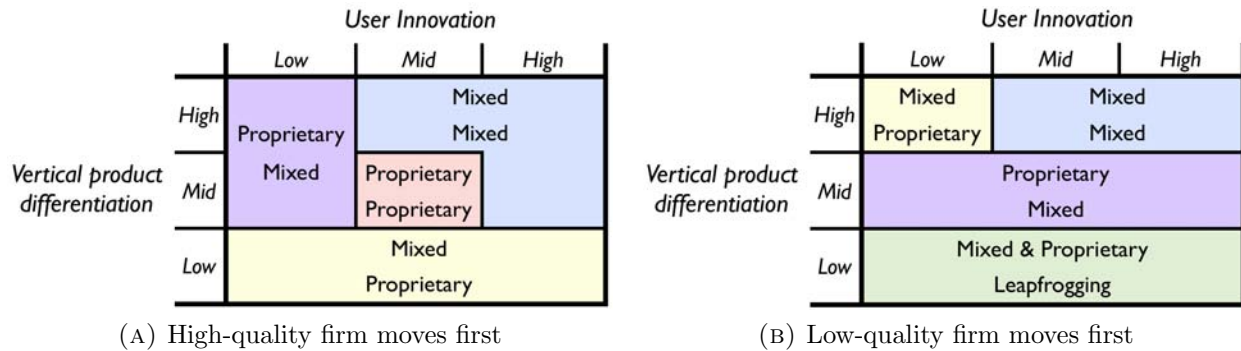 User Innovation
Low Mid High
High
Mid
Low
Vertical product
differentiation
Mixed
Mixed
Proprietary
Mixed
Proprietary
Proprietary
Mixed
Proprietary
(A) High-quality firm moves first
User Innovation
Low Mid High
High
Mid
Low
Vertical product
differentiation
Mixed
Proprietary
Mixed
Mixed
Proprietary
Mixed
Mixed & Proprietary
Leapfrogging
(B) Low-quality firm moves first